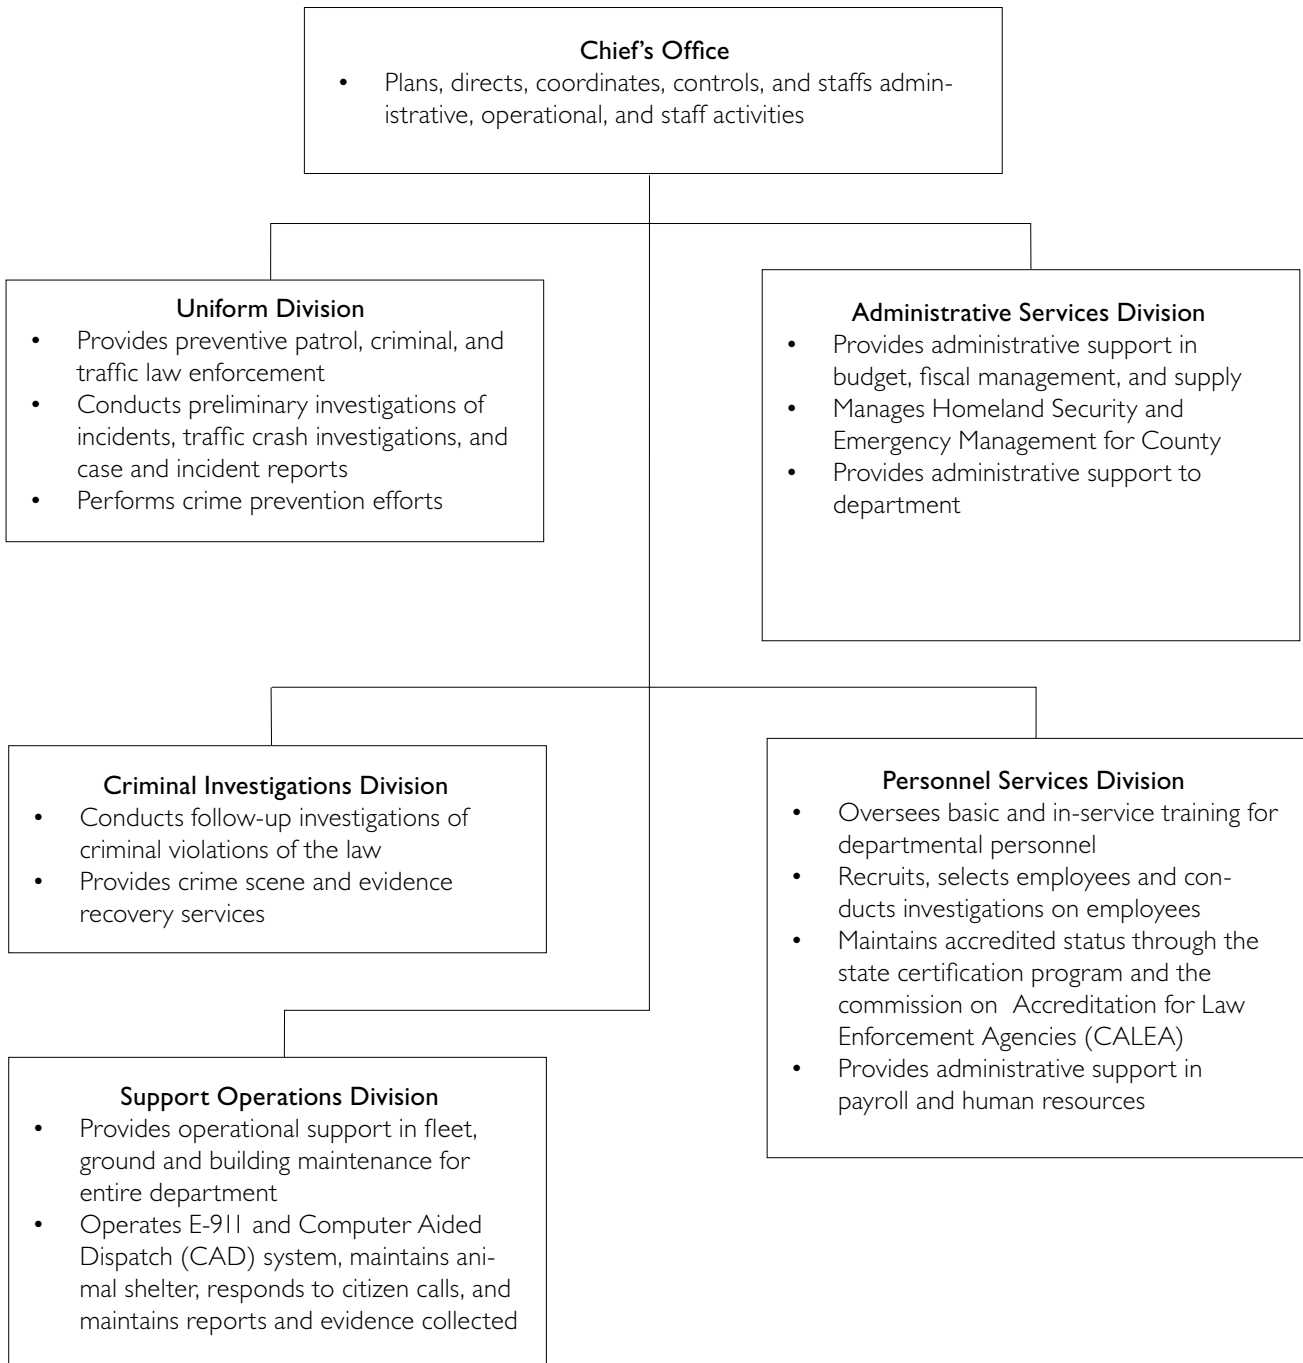 Chief's Office
• Plans, directs, coordinates, controls, and staffs admin-
istrative, operational, and staff activities
Uniform Division
• Provides preventive patrol, criminal, and
traffic law enforcement
• Conducts preliminary investigations of
incidents, traffic crash investigations, and
case and incident reports
• Performs crime prevention efforts
Administrative Services Division
• Provides administrative support in
budget, fiscal management, and supply
• Manages Homeland Security and
Emergency Management for County
• Provides administrative support to
department
Criminal Investigations Division
• Conducts follow-up investigations of
criminal violations of the law
• Provides crime scene and evidence
recovery services
Personnel Services Division
• Oversees basic and in-service training for
departmental personnel
• Recruits, selects employees and con-
ducts investigations on employees
• Maintains accredited status through the
state certification program and the
commission on  Accreditation for Law
Enforcement Agencies (CALEA)
• Provides administrative support in
payroll and human resources
Support Operations Division
• Provides operational support in fleet,
ground and building maintenance for
entire department
• Operates E-911 and Computer Aided
Dispatch (CAD) system, maintains ani-
mal shelter, responds to citizen calls, and
maintains reports and evidence collected